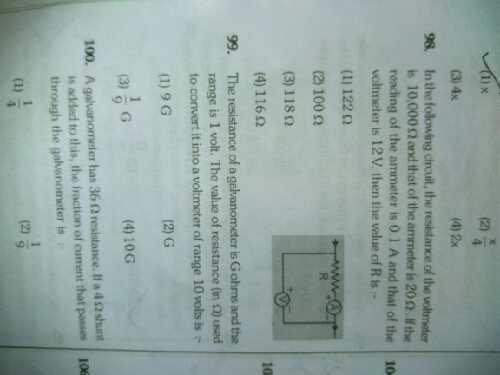 (1) x (2) x/4
(3) 4x (4) 2x
98. In the following circuit, the resistance of the voltmeter
is 10,000 Ω and that of the ammeter is 20 Ω. If the
reading of the ammeter is 0.1 A and that of the
voltmeter is 12V. then the value of R is :-
(1) 122 Ω
(2) 100 Ω
(3) 118 Ω
(4) 116 Ω
R
A
+ −
V
99. The resistance of a galvanometer is G ohms and the
range is 1 volt. The value of resistance (in Ω) used
to convert it into a voltmeter of range 10 volts is :-
(1) 9 G (2) G
(3) 1/9 G (4) 10 G
100. A galvanometer has 36 Ω resistance. If a 4 Ω shunt
is added to this, the fraction of current that passes
through the galvanometer is :-
(1) 1/4 (2) 1/9
10
10
106